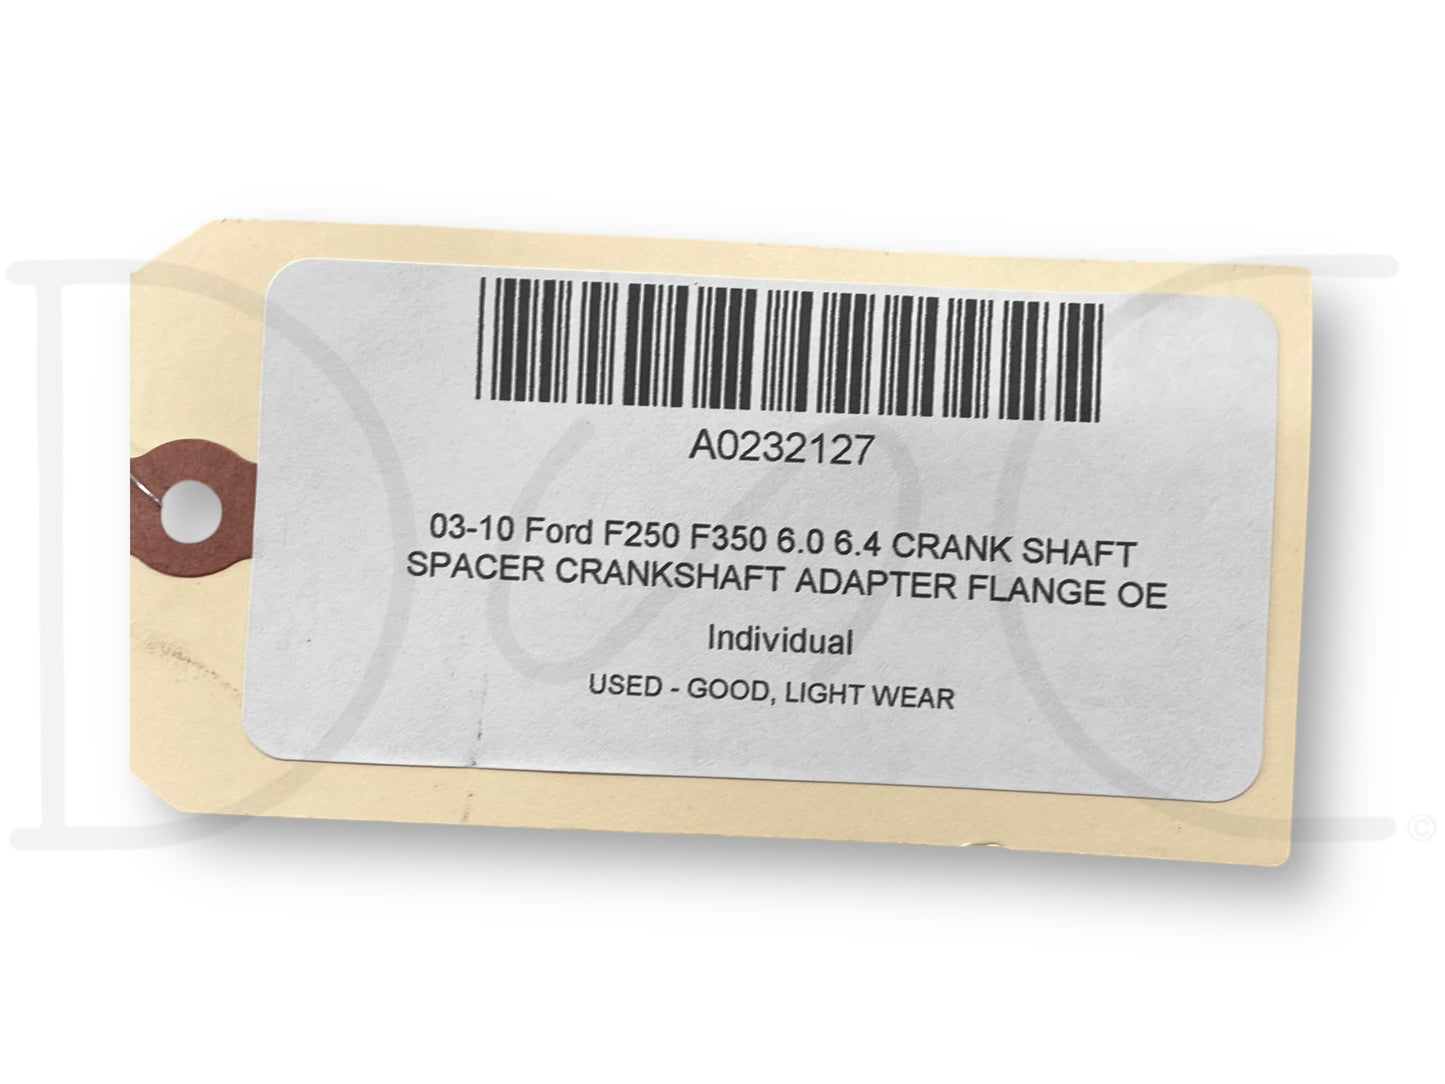 A0232127
03-10 Ford F250 F350 6.0 6.4 CRANK SHAFT
SPACER CRANKSHAFT ADAPTER FLANGE OE
Individual
USED - GOOD, LIGHT WEAR
DSC
©